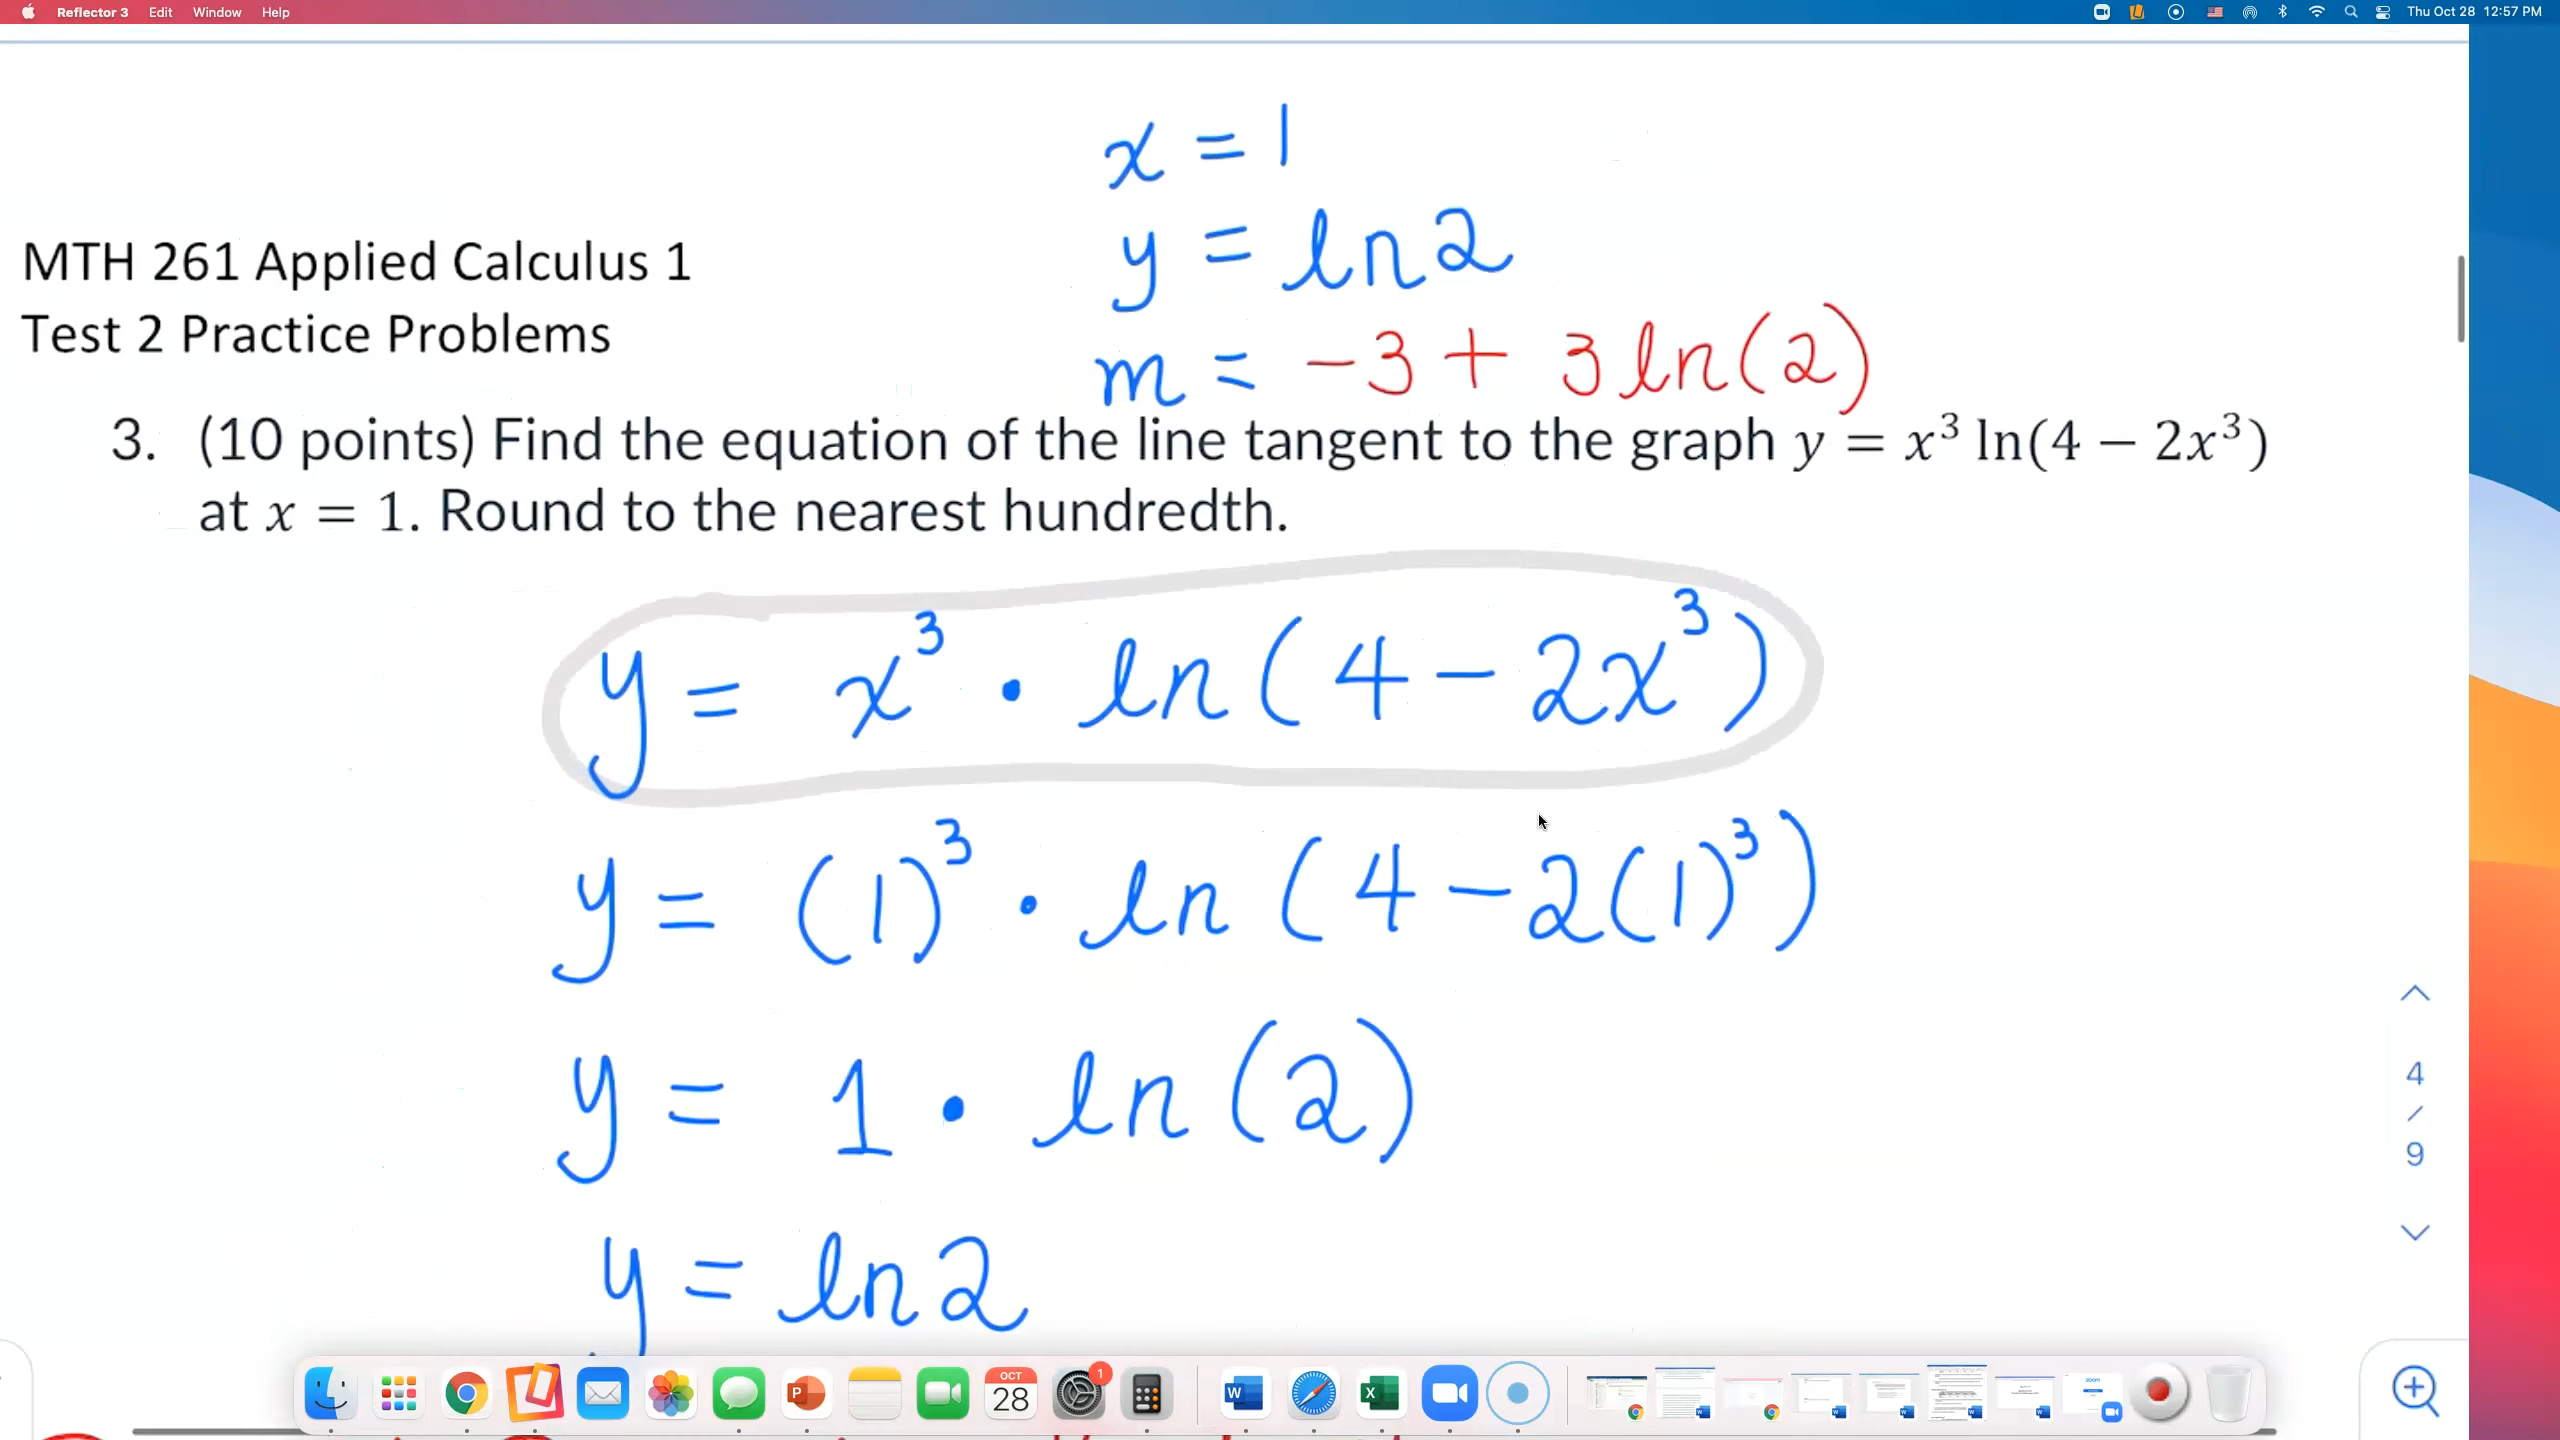 Reflector 3 Edit Window Help Thu Oct 28 12:57 PM
x = 1
y = ln2
m = -3 + 3ln(2)
MTH 261 Applied Calculus 1
Test 2 Practice Problems
3. (10 points) Find the equation of the line tangent to the graph y = x³ ln(4 − 2x³)
at x = 1. Round to the nearest hundredth.
y = x³ · ln(4 − 2x³)
y = (1)³ · ln(4 − 2(1)³)
y = 1 · ln(2)
y = ln2
4
/
9
OCT
28
1
P
W
X
zoom